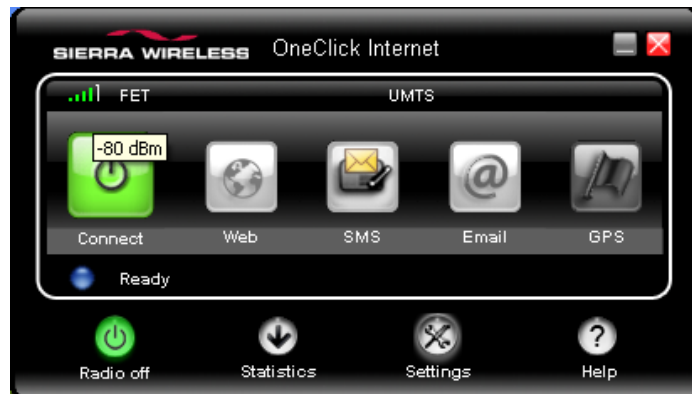 SIERRA WIRELESS OneClick Internet
FET UMTS
-80 dBm
@
Connect Web SMS Email GPS
Ready
?
Radio off Statistics Settings Help